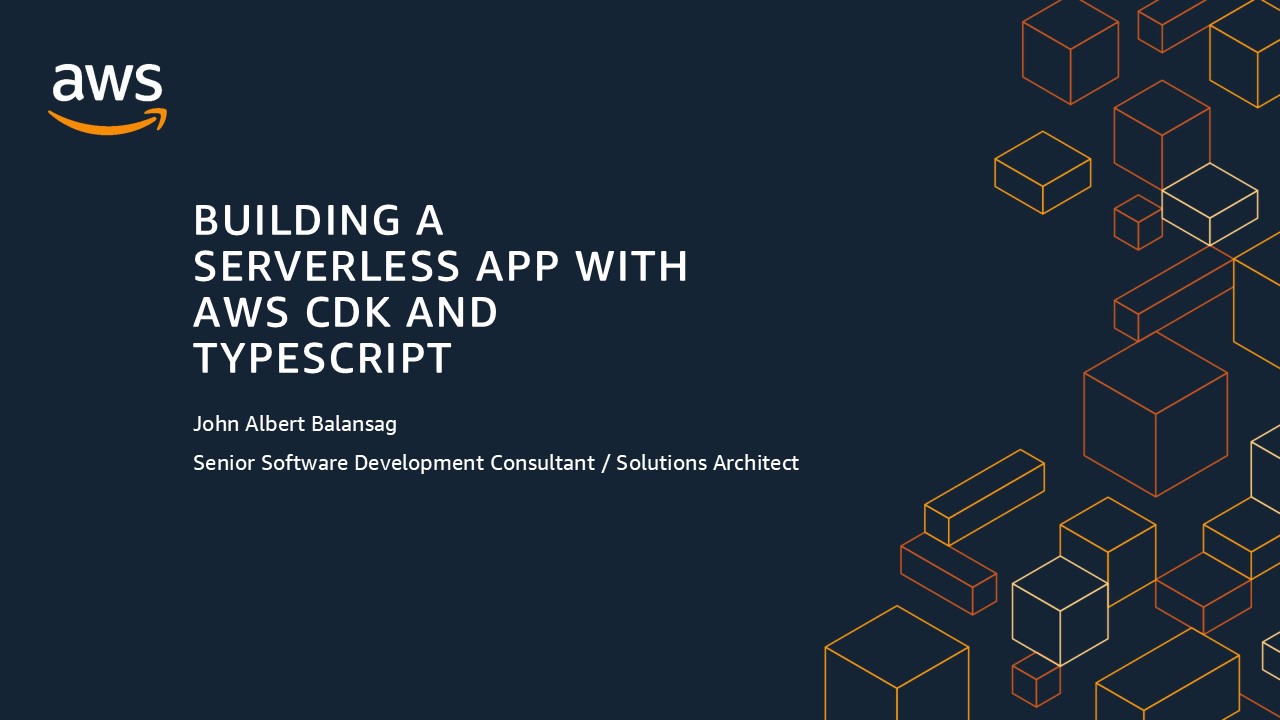 aws
BUILDING A
SERVERLESS APP WITH
AWS CDK AND
TYPESCRIPT
John Albert Balansag
Senior Software Development Consultant / Solutions Architect